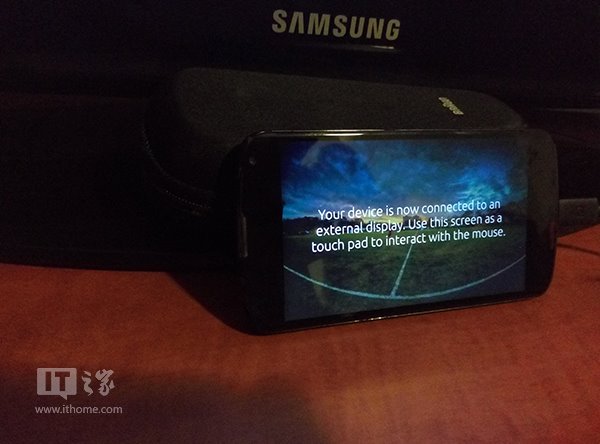 SAMSUNG
Your device is now connected to an
external display. Use this screen as a
touch pad to interact with the mouse.
IT之家
www.ithome.com